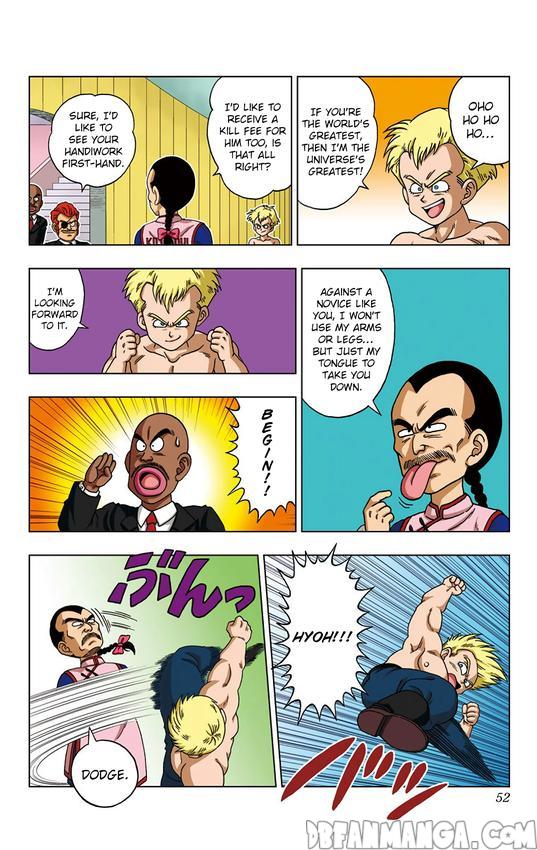 OHO
HO HO
HO...
IF YOU'RE
THE WORLD'S
GREATEST,
THEN I'M THE
UNIVERSE'S
GREATEST!
I'D LIKE TO
RECEIVE A
KILL FEE FOR
HIM TOO, IS
THAT ALL
RIGHT?
SURE, I'D
LIKE TO
SEE YOUR
HANDIWORK
FIRST-HAND.
AGAINST A
NOVICE LIKE
YOU, I WON'T
USE MY ARMS
OR LEGS...
BUT JUST MY
TONGUE TO
TAKE YOU
DOWN.
I'M
LOOKING
FORWARD
TO IT.
BEGIN!!
HYOH!!!
バッ
ぶんっ
DODGE.
52
DBFANMANGA.COM